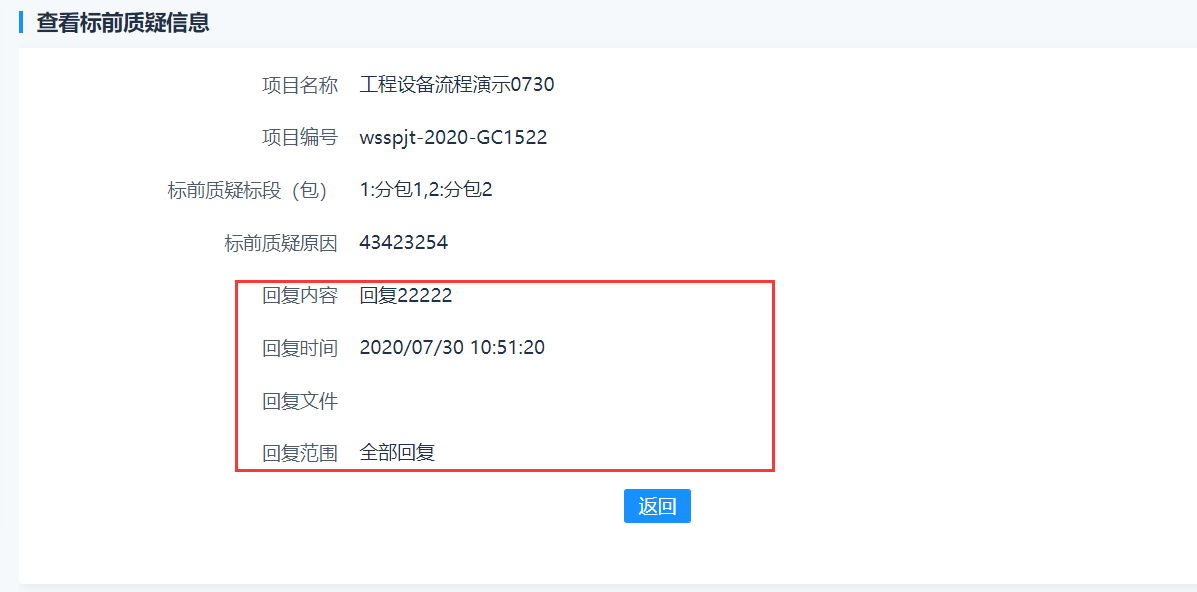 查看标前质疑信息
项目名称 工程设备流程演示0730
项目编号 wsspjt-2020-GC1522
标前质疑标段（包） 1:分包1,2:分包2
标前质疑原因 43423254
回复内容 回复22222
回复时间 2020/07/30 10:51:20
回复文件
回复范围 全部回复
返回